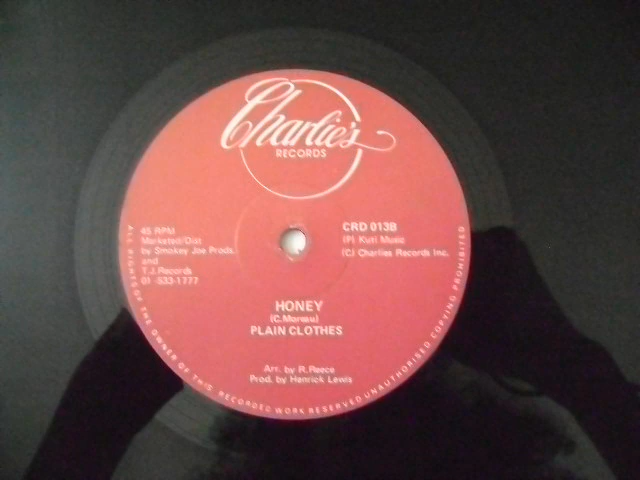 Charlie's
RECORDS
45 RPM
Marketed/Dist
by Smokey Joe Prods.
and
T.J.Records
01-533-1777
CRD 013B
(P) Kuti Music
(C) Charlies Records Inc.
HONEY
(C.Moreau)
PLAIN CLOTHES
Arr. by R.Reece
Prod. by Henrick Lewis
ALL RIGHTS OF THE OWNER OF THIS RECORDED WORK RESERVED UNAUTHORISED COPYING PROHIBITED